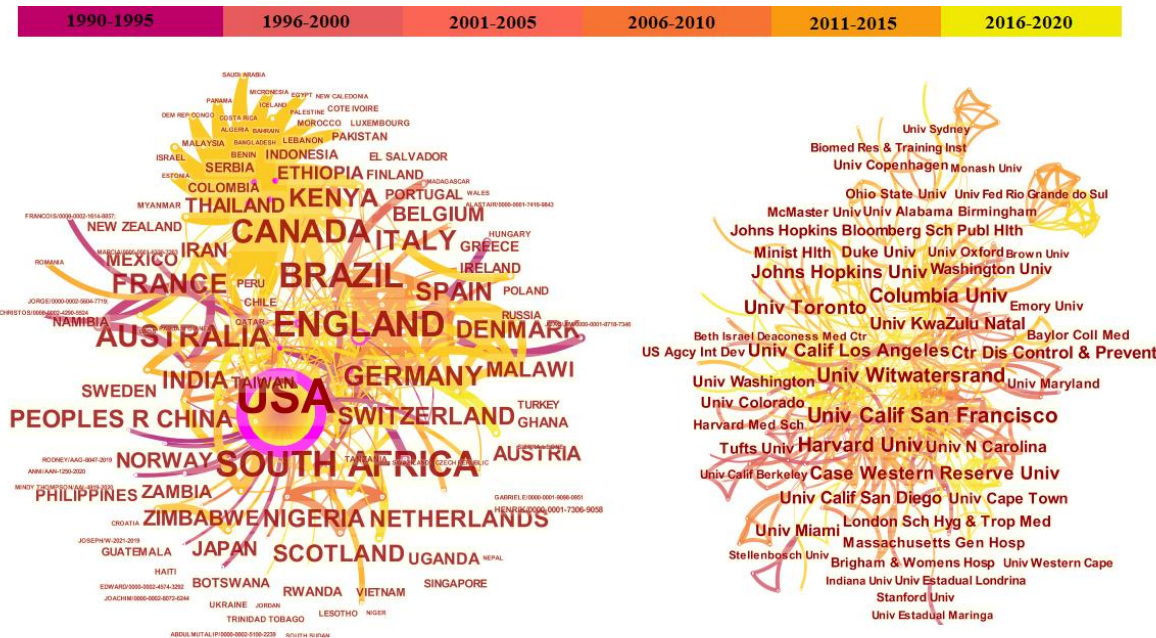 1990-1995 1996-2000 2001-2005 2006-2010 2011-2015 2016-2020
SAUDI ARABIA
MICRONESIA EGYPT NEW CALEDONIA
PANAMA ICELAND
DEM REP CONGO COSTA RICA PALESTINE COTE IVOIRE
MOROCCO LUXEMBOURG
ALGERIA BAHRAIN
MALAYSIA BANGLADESH LEBANON PAKISTAN
ISRAEL BENIN INDONESIA EL SALVADOR
SERBIA ETHIOPIA FINLAND
ESTONIA
COLOMBIA MADAGASCAR
MYANMAR THAILAND KENYA PORTUGAL WALES
NEW ZEALAND BELGIUM
CANADA ITALY HUNGARY
MEXICO IRAN GREECE
ROMANIA IRELAND
FRANCE PERU BRAZIL SPAIN POLAND
CHILE
NAMIBIA QATAR RUSSIA
AUSTRALIA ENGLAND DENMARK
SWEDEN INDIA TAIWAN GERMANY MALAWI
USA
PEOPLES R CHINA SWITZERLAND TURKEY
GHANA
NORWAY SOUTH AFRICA TANZANIA CZECH REPUBLIC AUSTRIA
PHILIPPINES ZAMBIA
CROATIA ZIMBABWE NIGERIA NETHERLANDS
JOSEPH/W-2021-2019
GUATEMALA JAPAN SCOTLAND UGANDA NEPAL
HAITI
BOTSWANA RWANDA VIETNAM SINGAPORE
UKRAINE JORDAN LESOTHO NIGER
TRINIDAD TOBAGO
SOUTH SUDAN
Univ Sydney
Biomed Res & Training Inst
Univ Copenhagen Monash Univ
Ohio State Univ Univ Fed Rio Grande do Sul
McMaster Univ Univ Alabama Birmingham
Johns Hopkins Bloomberg Sch Publ Hlth
Minist Hlth Duke Univ Univ Oxford Brown Univ
Johns Hopkins Univ Washington Univ
Univ Toronto Columbia Univ Emory Univ
Univ KwaZulu Natal
Beth Israel Deaconess Med Ctr Baylor Coll Med
US Agcy Int Dev Univ Calif Los Angeles Ctr Dis Control & Prevent
Univ Washington Univ Witwatersrand Univ Maryland
Univ Colorado
Univ Calif San Francisco
Harvard Med Sch
Tufts Univ Harvard Univ Univ N Carolina
Univ Calif Berkeley Case Western Reserve Univ
Univ Calif San Diego Univ Cape Town
Univ Miami London Sch Hyg & Trop Med
Massachusetts Gen Hosp
Stellenbosch Univ
Brigham & Womens Hosp Univ Western Cape
Indiana Univ Univ Estadual Londrina
Stanford Univ
Univ Estadual Maringa